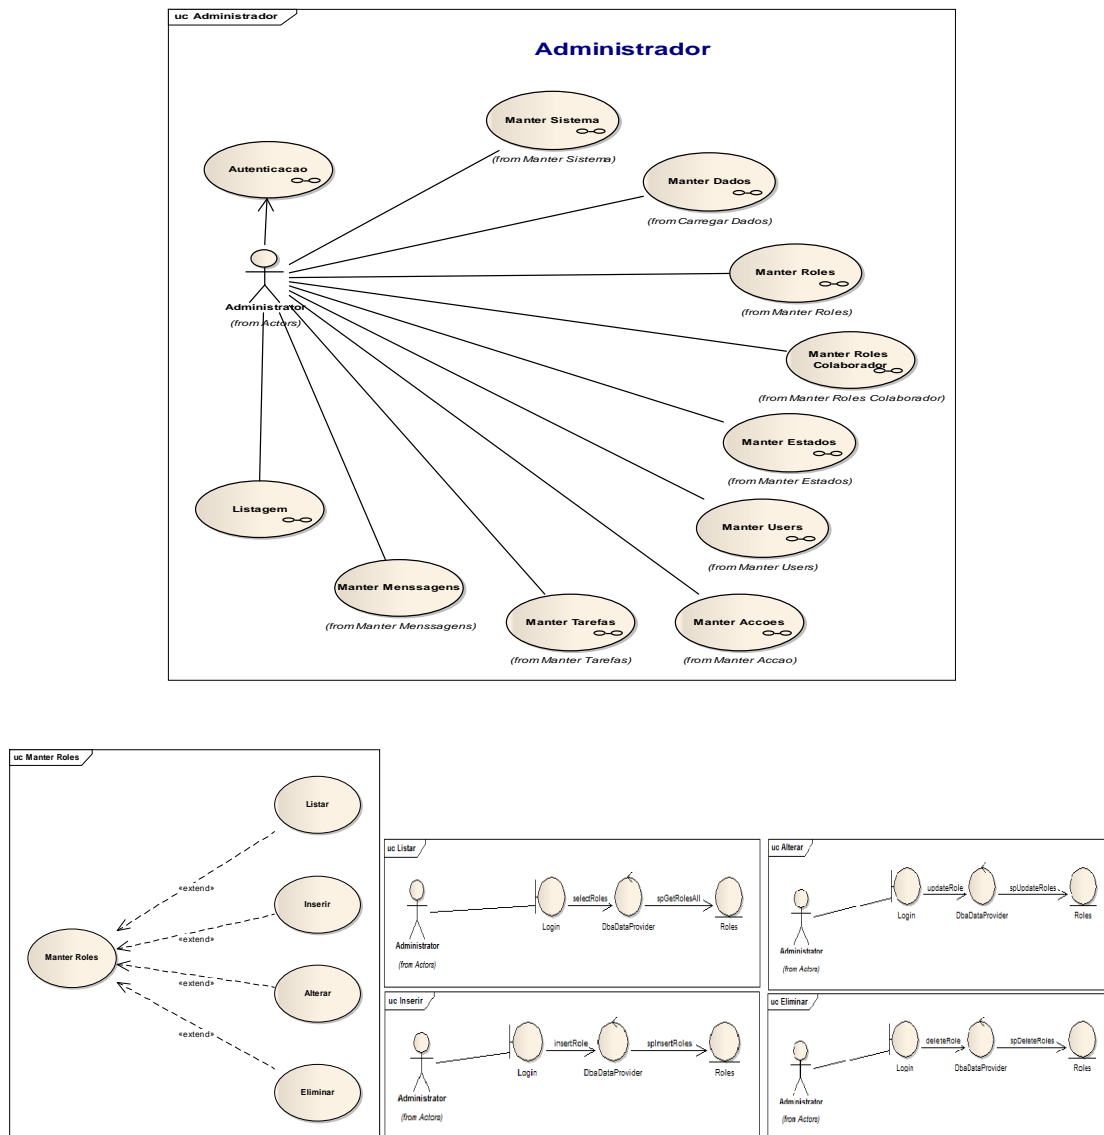 uc Administrador
Administrador
Manter Sistema
(from Manter Sistema)
Autenticacao
Manter Dados
(from Carregar Dados)
Manter Roles
(from Manter Roles)
Administrator
(from Actors)
Manter Roles
Colaborador
(from Manter Roles Colaborador)
Manter Estados
(from Manter Estados)
Listagem
Manter Users
(from Manter Users)
Manter Menssagens
(from Manter Menssagens)
Manter Tarefas
(from Manter Tarefas)
Manter Accoes
(from Manter Accao)
uc Manter Roles
Listar
«extend»
Inserir
«extend»
Manter Roles
«extend»
Alterar
«extend»
Eliminar
uc Listar
selectRoles
spGetRolesAll
Login
DbaDataProvider
Roles
Administrator
(from Actors)
uc Alterar
updateRole
spUpdateRoles
Login
DbaDataProvider
Roles
Administrator
(from Actors)
uc Inserir
insertRole
spInsertRoles
Login
DbaDataProvider
Roles
Administrator
(from Actors)
uc Eliminar
deleteRole
spDeleteRoles
Login
DbaDataProvider
Roles
Administrator
(from Actors)